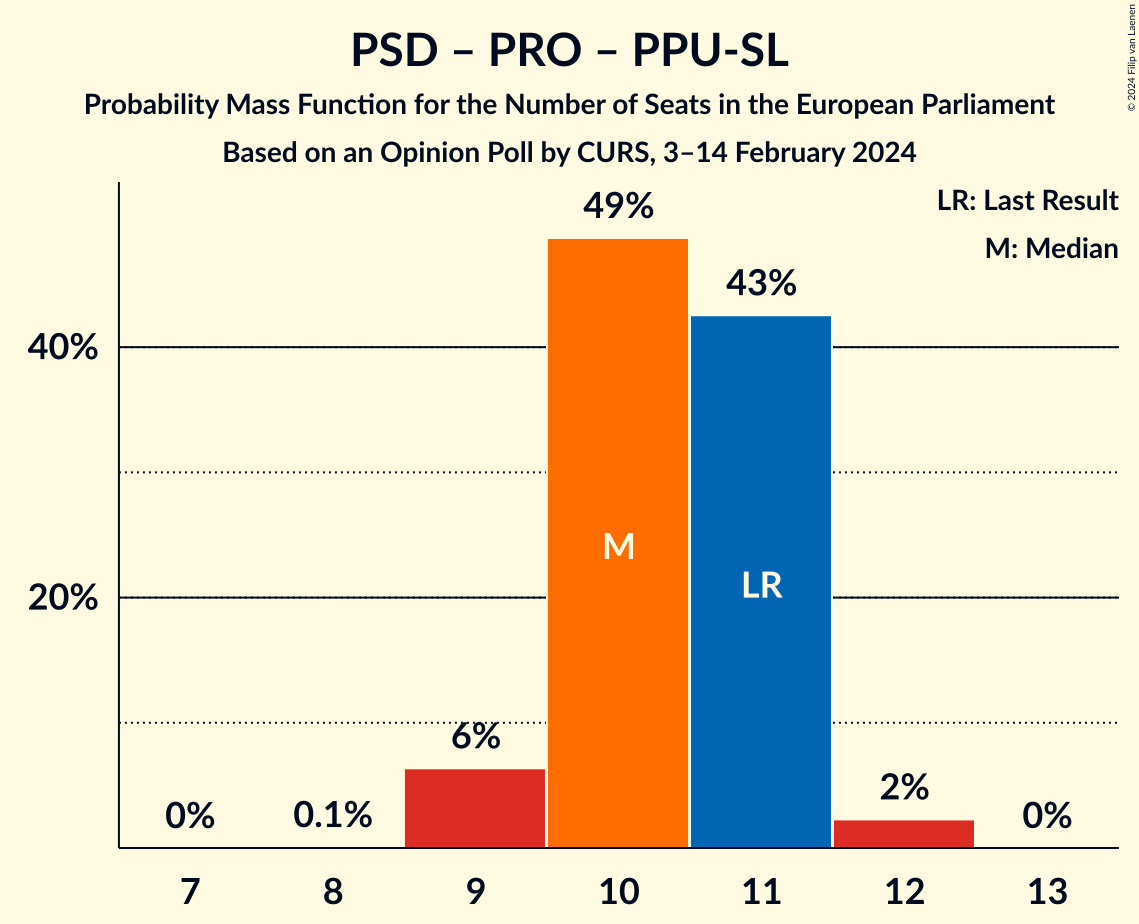 PSD – PRO – PPU-SL
Probability Mass Function for the Number of Seats in the European Parliament
Based on an Opinion Poll by CURS, 3–14 February 2024
© 2024 Filip van Laenen
LR: Last Result
M: Median
49%
43%
40%
M
LR
20%
6%
2%
0%
0.1%
0%
7 8 9 10 11 12 13